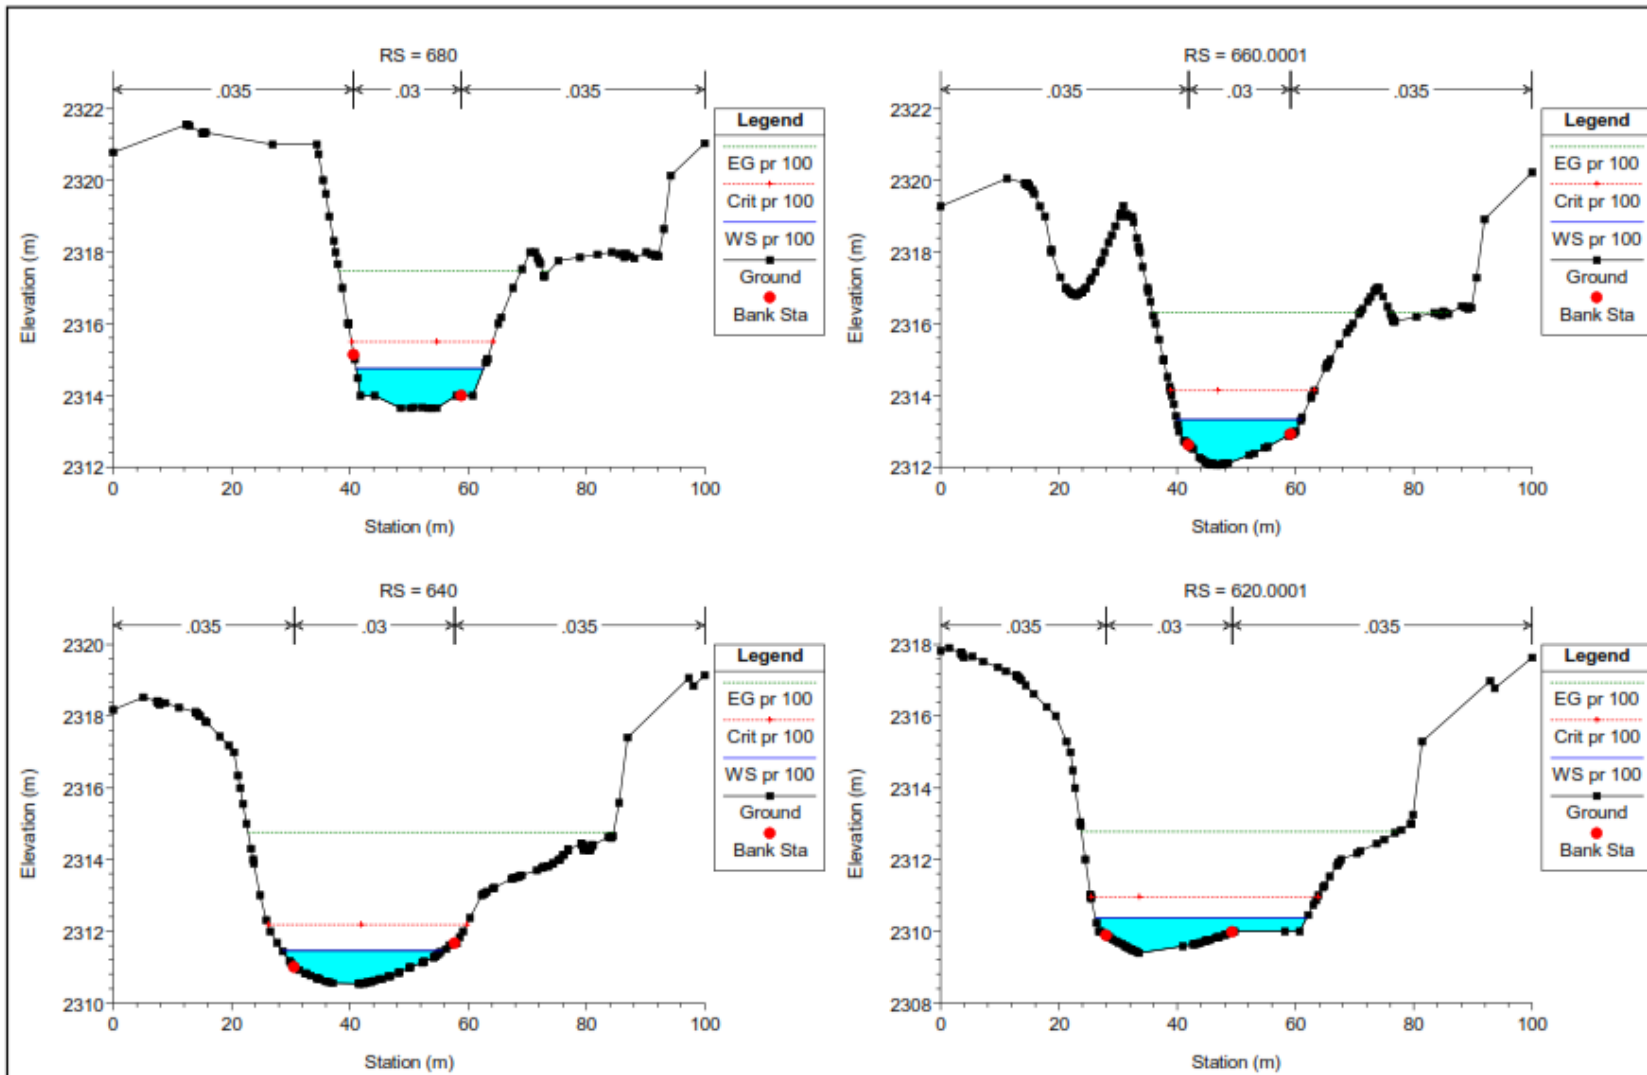 RS = 680
.035 .03 .035
2322
2320
2318
2316
2314
2312
Elevation (m)
0 20 40 60 80 100
Station (m)
Legend
EG pr 100
Crit pr 100
WS pr 100
Ground
Bank Sta
RS = 660.0001
.035 .03 .035
2322
2320
2318
2316
2314
2312
Elevation (m)
0 20 40 60 80 100
Station (m)
Legend
EG pr 100
Crit pr 100
WS pr 100
Ground
Bank Sta
RS = 640
.035 .03 .035
2320
2318
2316
2314
2312
2310
Elevation (m)
0 20 40 60 80 100
Station (m)
Legend
EG pr 100
Crit pr 100
WS pr 100
Ground
Bank Sta
RS = 620.0001
.035 .03 .035
2318
2316
2314
2312
2310
2308
Elevation (m)
0 20 40 60 80 100
Station (m)
Legend
EG pr 100
Crit pr 100
WS pr 100
Ground
Bank Sta